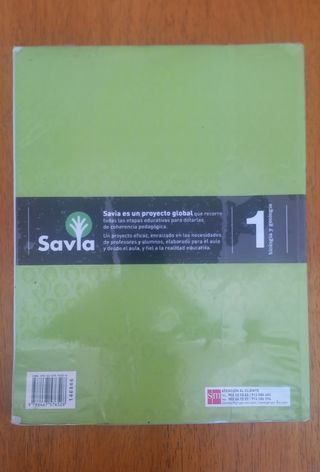 Savia
Savia es un proyecto global que recorre
todas las etapas educativas para dotarlas
de coherencia pedagógica.
Un proyecto eficaz, enraizado en las necesidades
de profesores y alumnos, elaborado para el aula
y desde el aula, y fiel a la realidad educativa.
1
biología y geología
140866
sm
ATENCIÓN AL CLIENTE